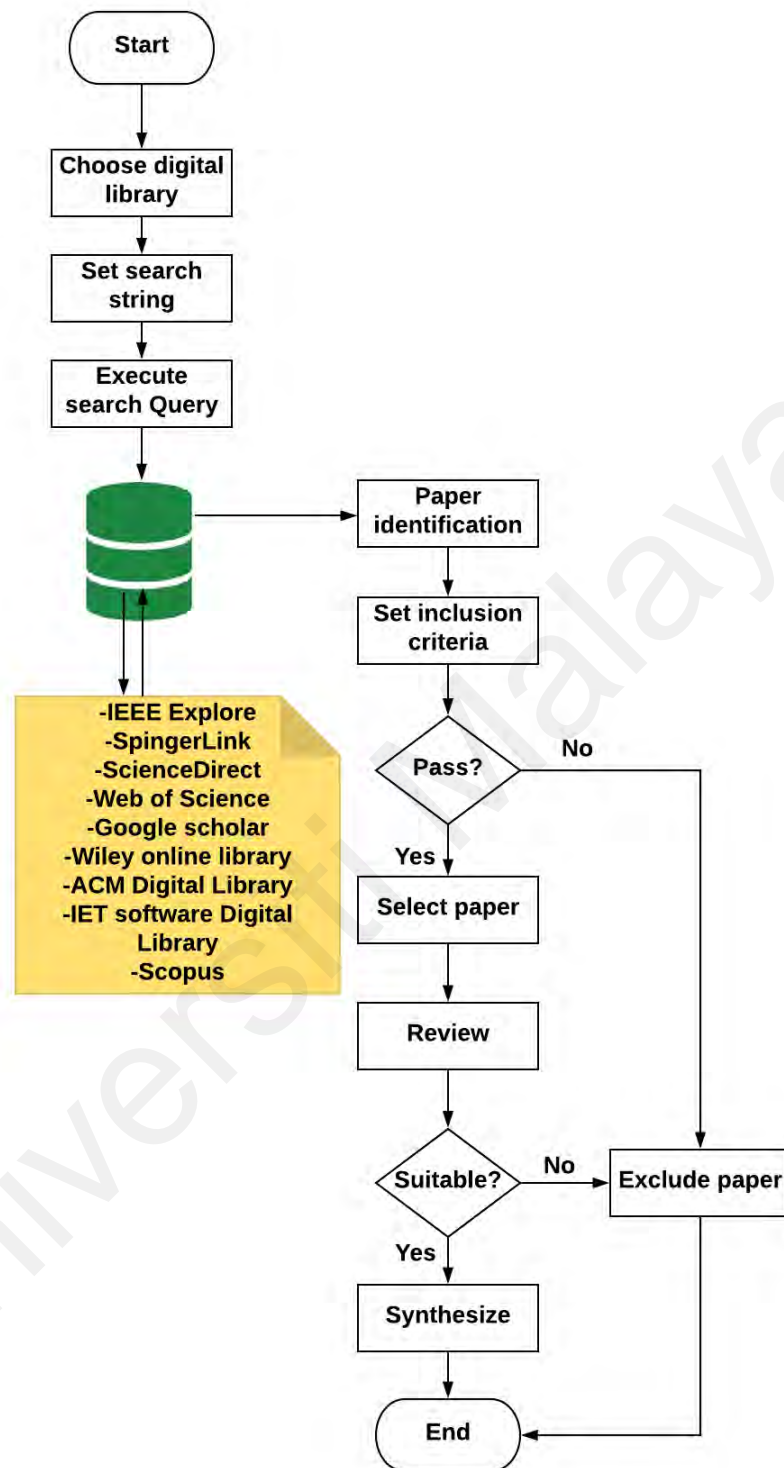 Start
Choose digital
library
Set search
string
Execute
search Query
Paper
identification
Set inclusion
criteria
-IEEE Explore
-SpingerLink
-ScienceDirect
-Web of Science
-Google scholar
-Wiley online library
-ACM Digital Library
-IET software Digital
Library
-Scopus
Pass?
No
Yes
Select paper
Review
Suitable?
No
Exclude paper
Yes
Synthesize
End
Universiti Malaya